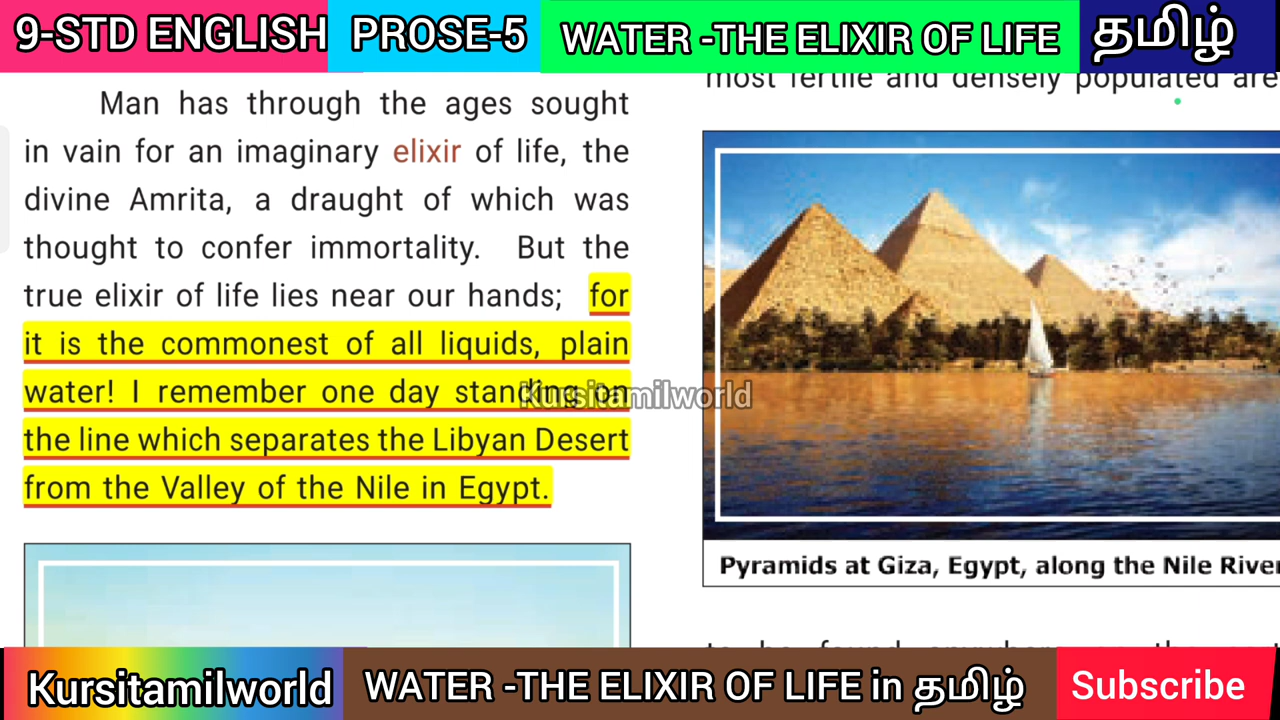 9-STD ENGLISH PROSE-5 WATER -THE ELIXIR OF LIFE தமிழ்
Man has through the ages sought
in vain for an imaginary elixir of life, the
divine Amrita, a draught of which was
thought to confer immortality. But the
true elixir of life lies near our hands; for
it is the commonest of all liquids, plain
water! I remember one day standing on
the line which separates the Libyan Desert
from the Valley of the Nile in Egypt.
most fertile and densely populated are
Kursitamilworld
Pyramids at Giza, Egypt, along the Nile River
Kursitamilworld WATER -THE ELIXIR OF LIFE in தமிழ் Subscribe